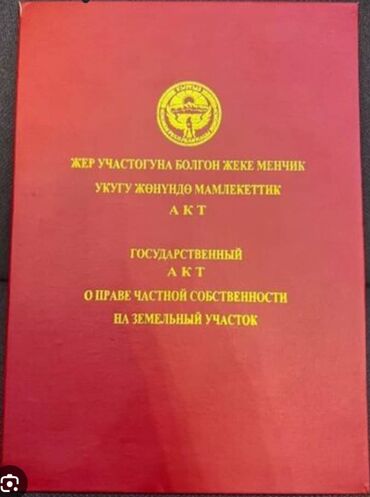 ЖЕР УЧАСТОГУНА БОЛГОН ЖЕКЕ МЕНЧИК
УКУГУ ЖӨНҮНДӨ МАМЛЕКЕТТИК
АКТ
ГОСУДАРСТВЕННЫЙ
АКТ
О ПРАВЕ ЧАСТНОЙ СОБСТВЕННОСТИ
НА ЗЕМЕЛЬНЫЙ УЧАСТОК